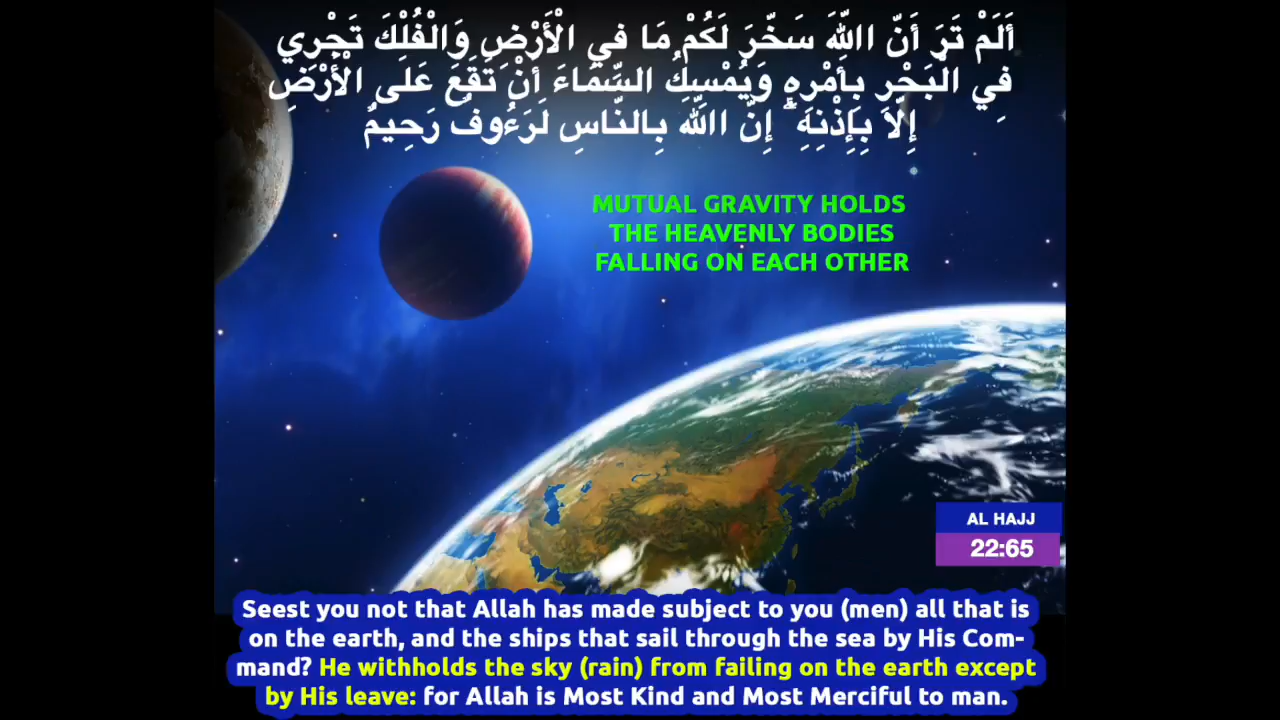 أَلَمْ تَرَ أَنَّ اللَّهَ سَخَّرَ لَكُمْ مَا فِي الْأَرْضِ وَالْفُلْكَ تَجْرِي
فِي الْبَحْرِ بِأَمْرِهِ وَيُمْسِكُ السَّمَاءَ أَنْ تَقَعَ عَلَى الْأَرْضِ
إِلَّا بِإِذْنِهِ ۗ إِنَّ اللَّهَ بِالنَّاسِ لَرَءُوفٌ رَحِيمٌ
MUTUAL GRAVITY HOLDS
THE HEAVENLY BODIES
FALLING ON EACH OTHER
AL HAJJ
22:65
Seest you not that Allah has made subject to you (men) all that is
on the earth, and the ships that sail through the sea by His Com-
mand? He withholds the sky (rain) from failing on the earth except
by His leave: for Allah is Most Kind and Most Merciful to man.